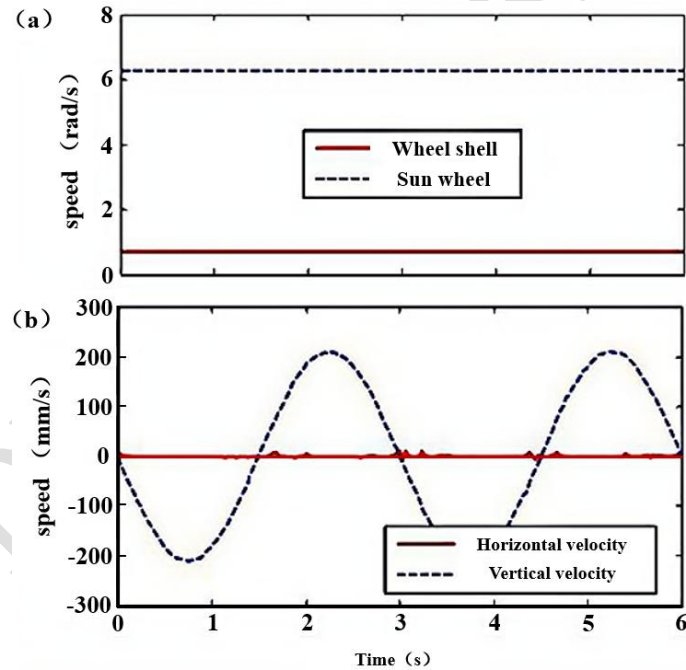 (a)
8
6
4
2
0
speed (rad/s)
Wheel shell
Sun wheel
(b)
300
200
100
0
-100
-200
-300
speed (mm/s)
Horizontal velocity
Vertical velocity
0 1 2 3 4 5 6
Time (s)